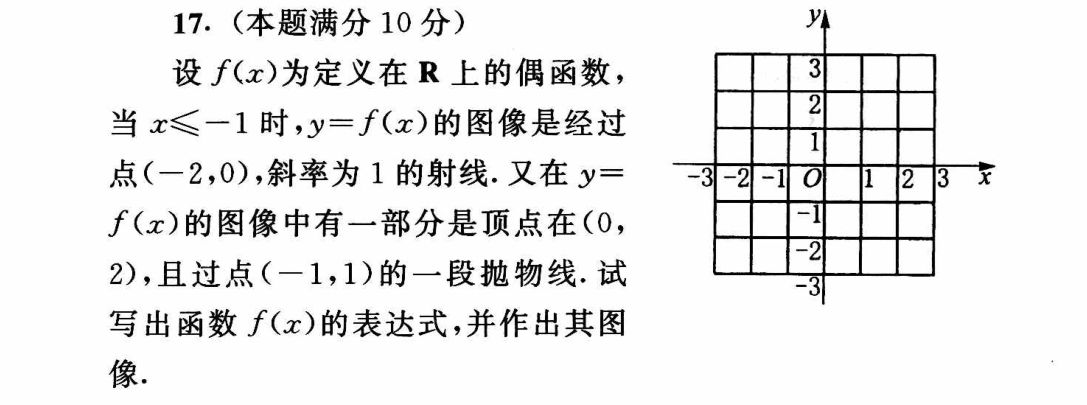 17. (本题满分 10 分)
设 f(x)为定义在 R 上的偶函数,
当 x⩽−1 时,y=f(x)的图像是经过
点(−2,0),斜率为 1 的射线. 又在 y=
f(x)的图像中有一部分是顶点在(0,
2),且过点(−1,1)的一段抛物线. 试
写出函数 f(x)的表达式,并作出其图
像.
y
3
2
1
−3 −2 −1 O 1 2 3 x
−1
−2
−3